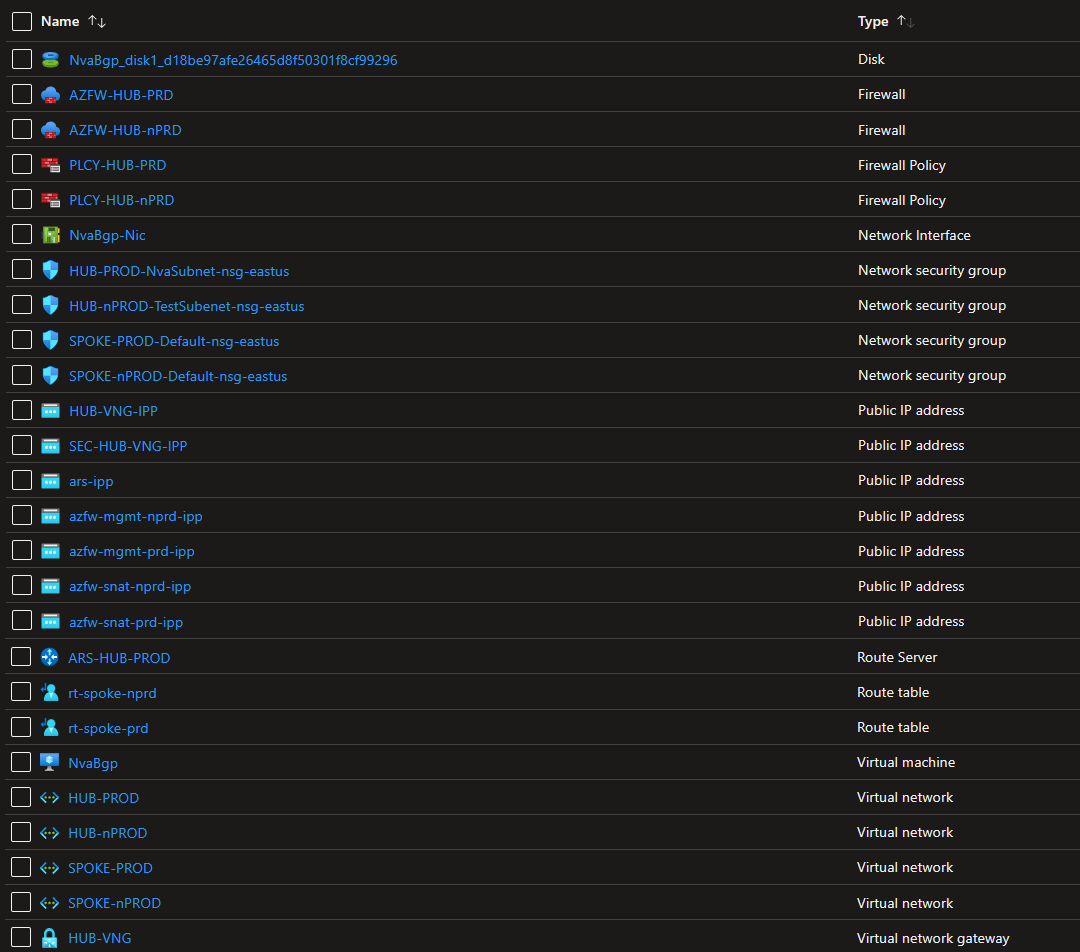 Name ↑↓ Type ↑↓
NvaBgp_disk1_d18be97afe26465d8f50301f8cf99296 Disk
AZFW-HUB-PRD Firewall
AZFW-HUB-nPRD Firewall
PLCY-HUB-PRD Firewall Policy
PLCY-HUB-nPRD Firewall Policy
NvaBgp-Nic Network Interface
HUB-PROD-NvaSubnet-nsg-eastus Network security group
HUB-nPROD-TestSubenet-nsg-eastus Network security group
SPOKE-PROD-Default-nsg-eastus Network security group
SPOKE-nPROD-Default-nsg-eastus Network security group
HUB-VNG-IPP Public IP address
SEC-HUB-VNG-IPP Public IP address
ars-ipp Public IP address
azfw-mgmt-nprd-ipp Public IP address
azfw-mgmt-prd-ipp Public IP address
azfw-snat-nprd-ipp Public IP address
azfw-snat-prd-ipp Public IP address
ARS-HUB-PROD Route Server
rt-spoke-nprd Route table
rt-spoke-prd Route table
NvaBgp Virtual machine
HUB-PROD Virtual network
HUB-nPROD Virtual network
SPOKE-PROD Virtual network
SPOKE-nPROD Virtual network
HUB-VNG Virtual network gateway